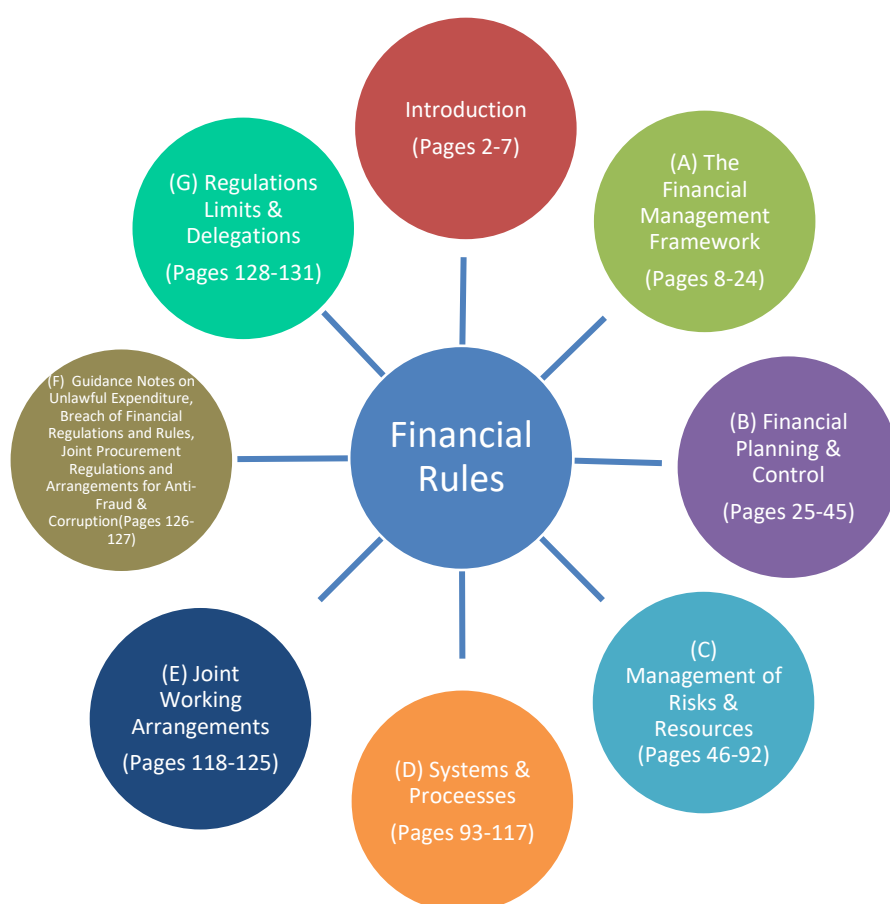 Introduction
(Pages 2-7)
(A) The
Financial
Management
Framework
(Pages 8-24)
(B) Financial
Planning &
Control
(Pages 25-45)
(C)
Management of
Risks &
Resources
(Pages 46-92)
(D) Systems &
Proceesses
(Pages 93-117)
(E) Joint
Working
Arrangements
(Pages 118-125)
(F) Guidance Notes on
Unlawful Expenditure,
Breach of Financial
Regulations and Rules,
Joint Procurement
Regulations and
Arrangements for Anti-
Fraud &
Corruption(Pages 126-
127)
(G) Regulations
Limits &
Delegations
(Pages 128-131)
Financial
Rules